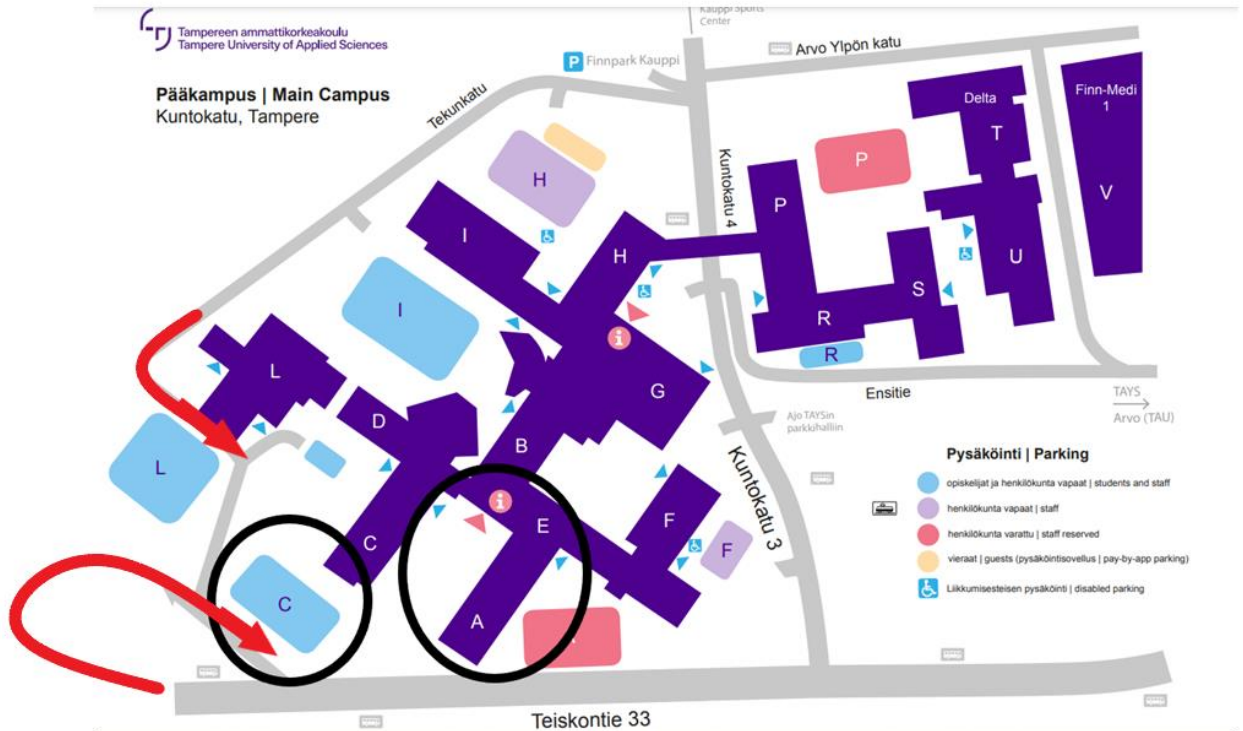 Tampereen ammattikorkeakoulu
Tampere University of Applied Sciences
Pääkampus | Main Campus
Kuntokatu, Tampere
Kauppi Sports
Center
P Finnpark Kauppi
Arvo Ylpön katu
Tekunkatu
Kuntokatu 4
Delta
T
Finn-Medi
1
V
P
P
H
I
H
U
S
I
R
R
i
L
G
Ensitie
TAYS
Arvo (TAU)
D
Ajo TAYSin
parkkihalliin
B
L
Kuntokatu 3
i
E
F
F
C
C
A
Pysäköinti | Parking
opiskelijat ja henkilökunta vapaat | students and staff
henkilökunta vapaat | staff
henkilökunta varattu | staff reserved
vieraat | guests (pysäköintisovellus | pay-by-app parking)
Liikkumisesteisen pysäköinti | disabled parking
Teiskontie 33